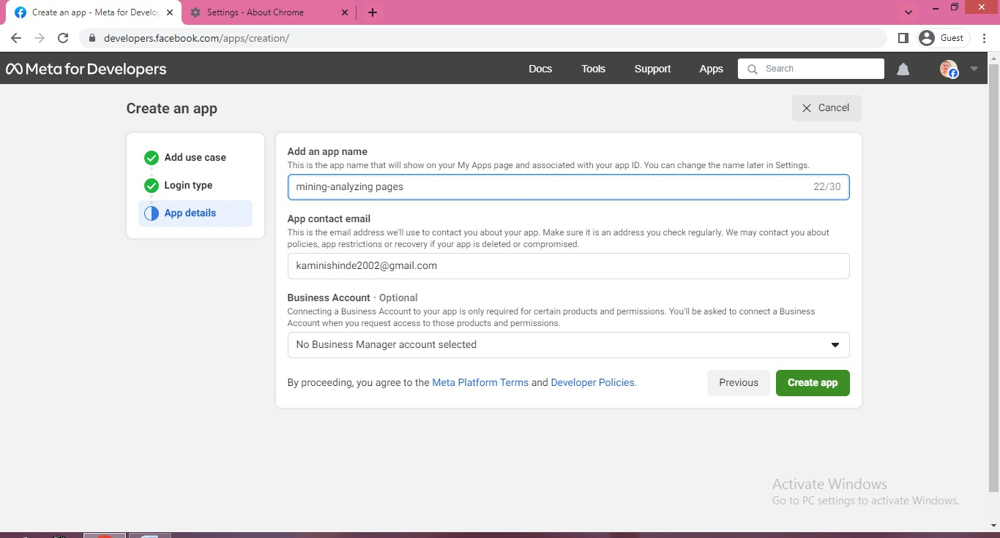 Create an app - Meta for Develop
Settings - About Chrome
developers.facebook.com/apps/creation/
Guest
Meta for Developers
Docs
Tools
Support
Apps
Search
Create an app
Cancel
Add use case
Login type
App details
Add an app name
This is the app name that will show on your My Apps page and associated with your app ID. You can change the name later in Settings.
mining-analyzing pages
22/30
App contact email
This is the email address we'll use to contact you about your app. Make sure it is an address you check regularly. We may contact you about
policies, app restrictions or recovery if your app is deleted or compromised.
kaminishinde2002@gmail.com
Business Account · Optional
Connecting a Business Account to your app is only required for certain products and permissions. You'll be asked to connect a Business
Account when you request access to those products and permissions.
No Business Manager account selected
By proceeding, you agree to the Meta Platform Terms and Developer Policies.
Previous
Create app
Activate Windows
Go to PC settings to activate Windows.